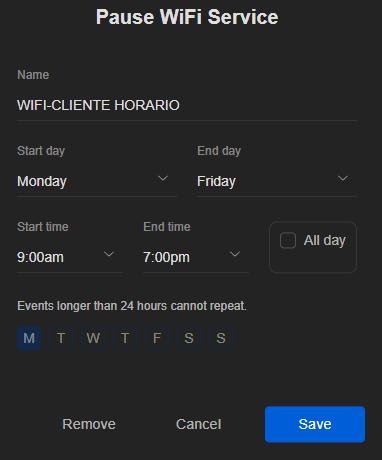 Pause WiFi Service
Name
WIFI-CLIENTE HORARIO
Start day End day
Monday Friday
Start time End time
9:00am 7:00pm All day
Events longer than 24 hours cannot repeat.
M T W T F S S
Remove Cancel Save